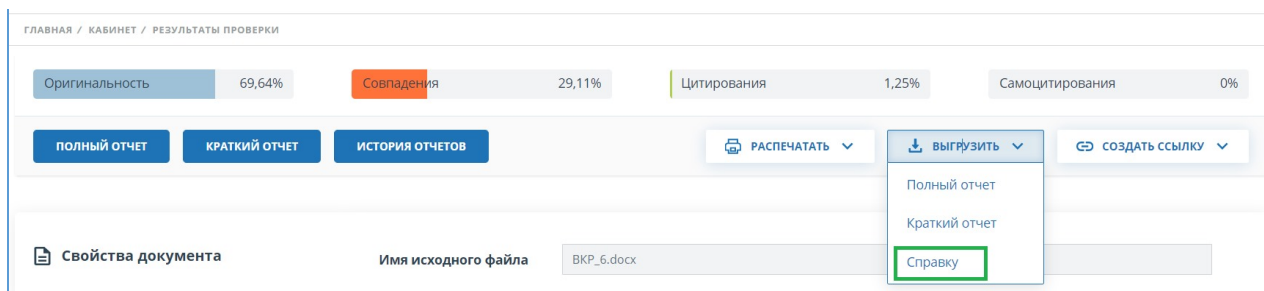 ГЛАВНАЯ / КАБИНЕТ / РЕЗУЛЬТАТЫ ПРОВЕРКИ
Оригинальность 69,64% Совпадения 29,11% Цитирования 1,25% Самоцитирования 0%
ПОЛНЫЙ ОТЧЕТ КРАТКИЙ ОТЧЕТ ИСТОРИЯ ОТЧЕТОВ РАСПЕЧАТАТЬ ВЫГРУЗИТЬ СОЗДАТЬ ССЫЛКУ
Полный отчет
Краткий отчет
Свойства документа Имя исходного файла ВКР_6.docx Справку